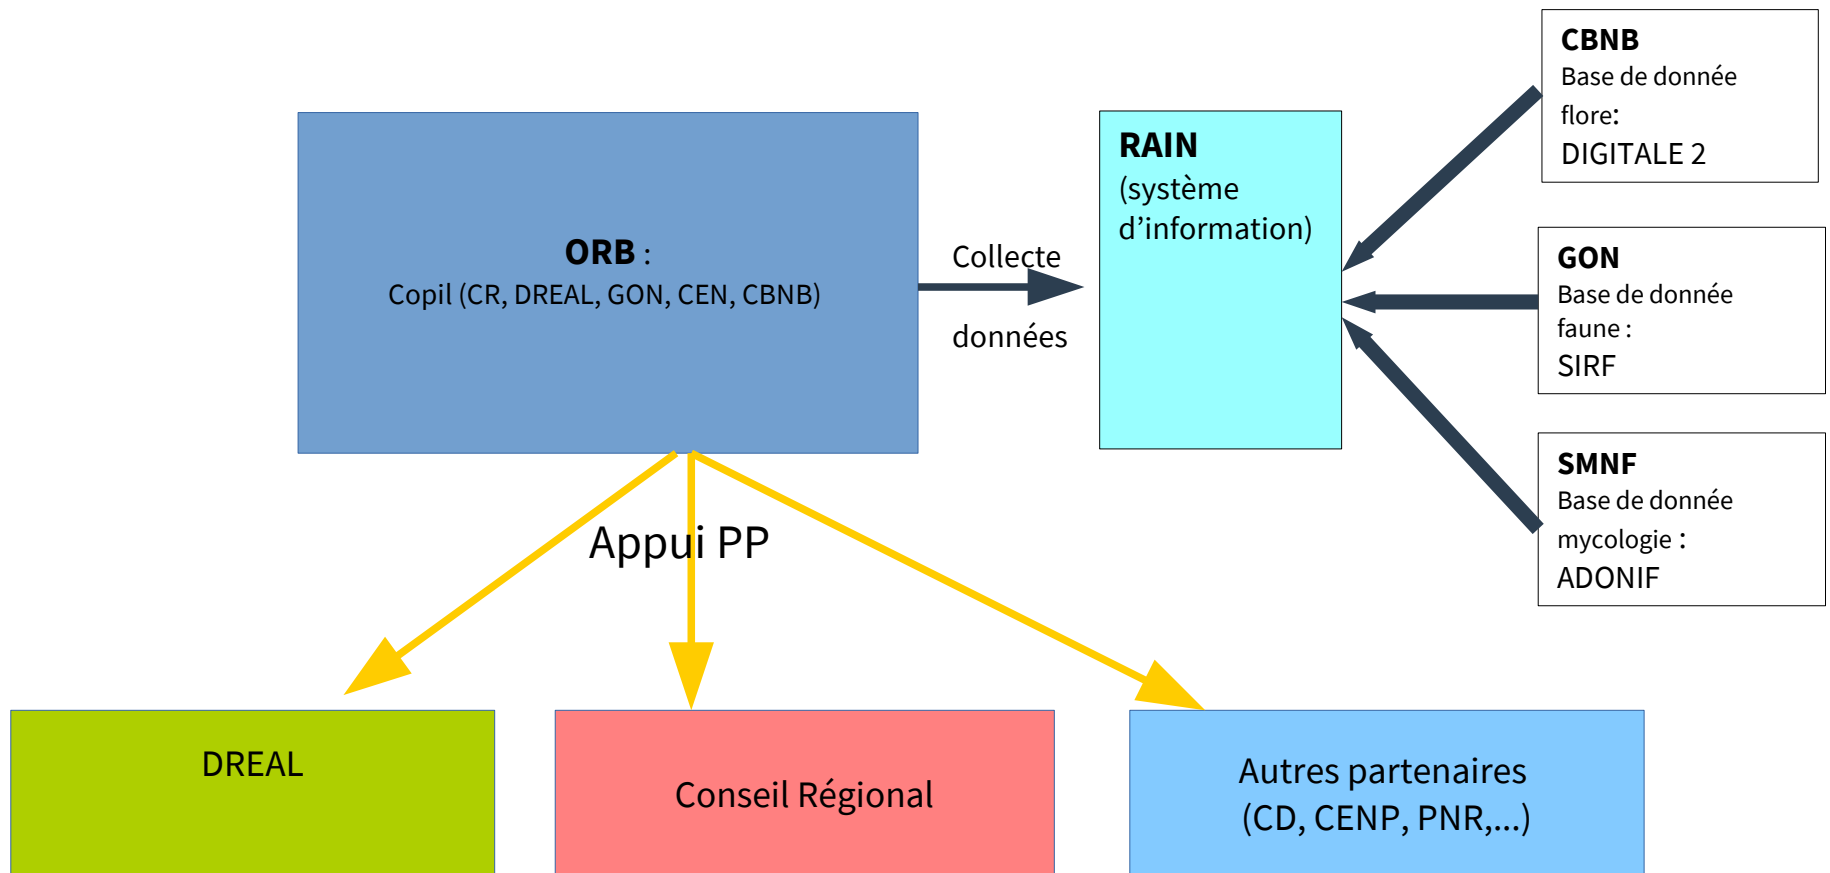 ORB :
Copil (CR, DREAL, GON, CEN, CBNB)
Collecte
données
RAIN
(système
d’information)
CBNB
Base de donnée
flore:
DIGITALE 2
GON
Base de donnée
faune :
SIRF
SMNF
Base de donnée
mycologie :
ADONIF
Appui PP
DREAL
Conseil Régional
Autres partenaires
(CD, CENP, PNR,...)